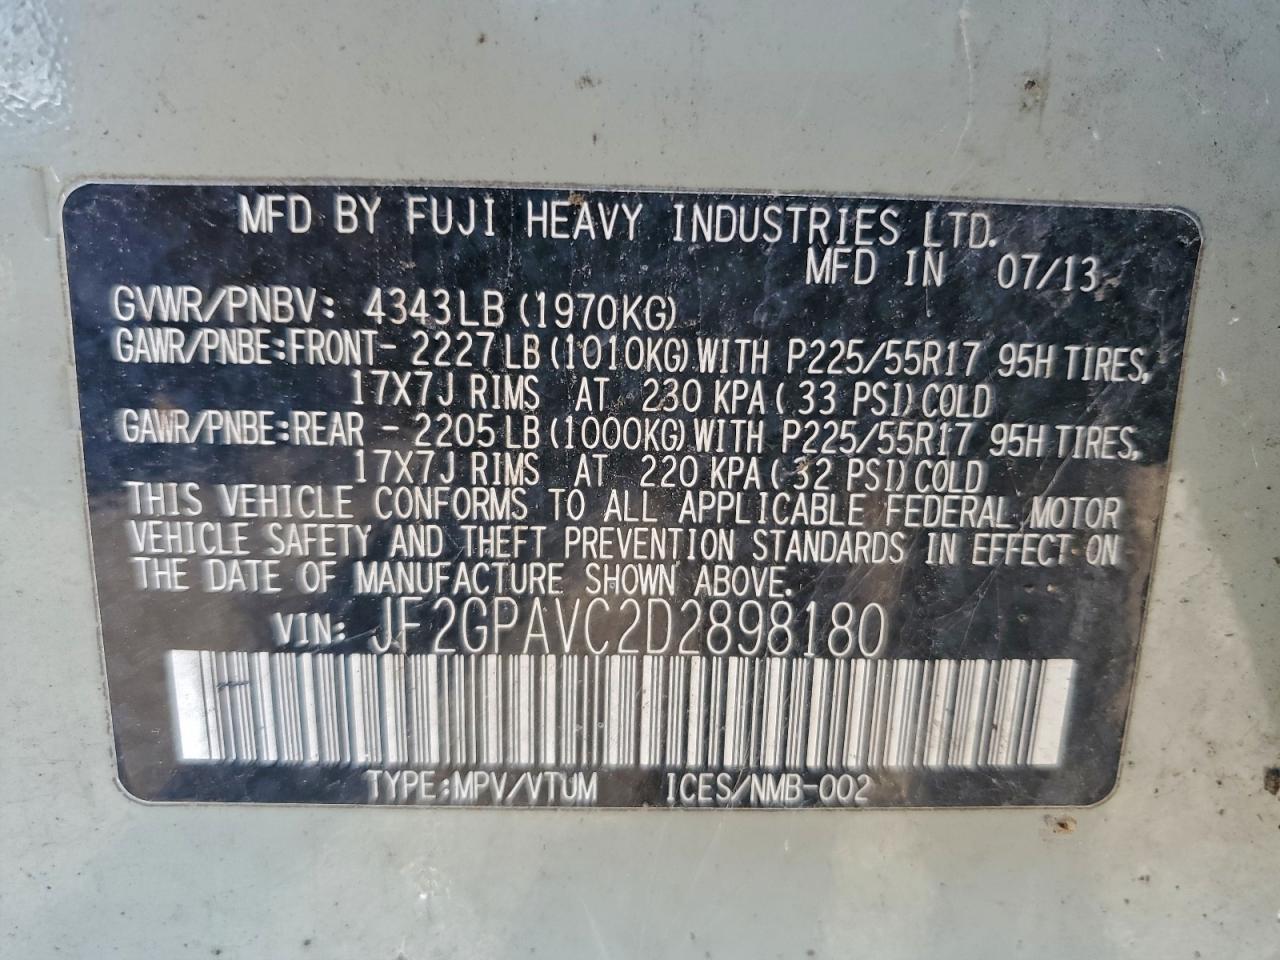 MFD BY FUJI HEAVY INDUSTRIES LTD.
MFD IN 07/13
GVWR/PNBV: 4343LB (1970KG)
GAWR/PNBE:FRONT- 2227LB (1010KG) WITH P225/55R17 95H TIRES,
17X7J RIMS AT 230 KPA ( 33 PSI) COLD
GAWR/PNBE:REAR - 2205LB (1000KG) WITH P225/55R17 95H TIRES,
17X7J RIMS AT 220 KPA ( 32 PSI) COLD
THIS VEHICLE CONFORMS TO ALL APPLICABLE FEDERAL MOTOR
VEHICLE SAFETY AND THEFT PREVENTION STANDARDS IN EFFECT ON
THE DATE OF MANUFACTURE SHOWN ABOVE.
VIN: JF2GPAVC2D2898180
TYPE:MPV/VTUM ICES/NMB-002